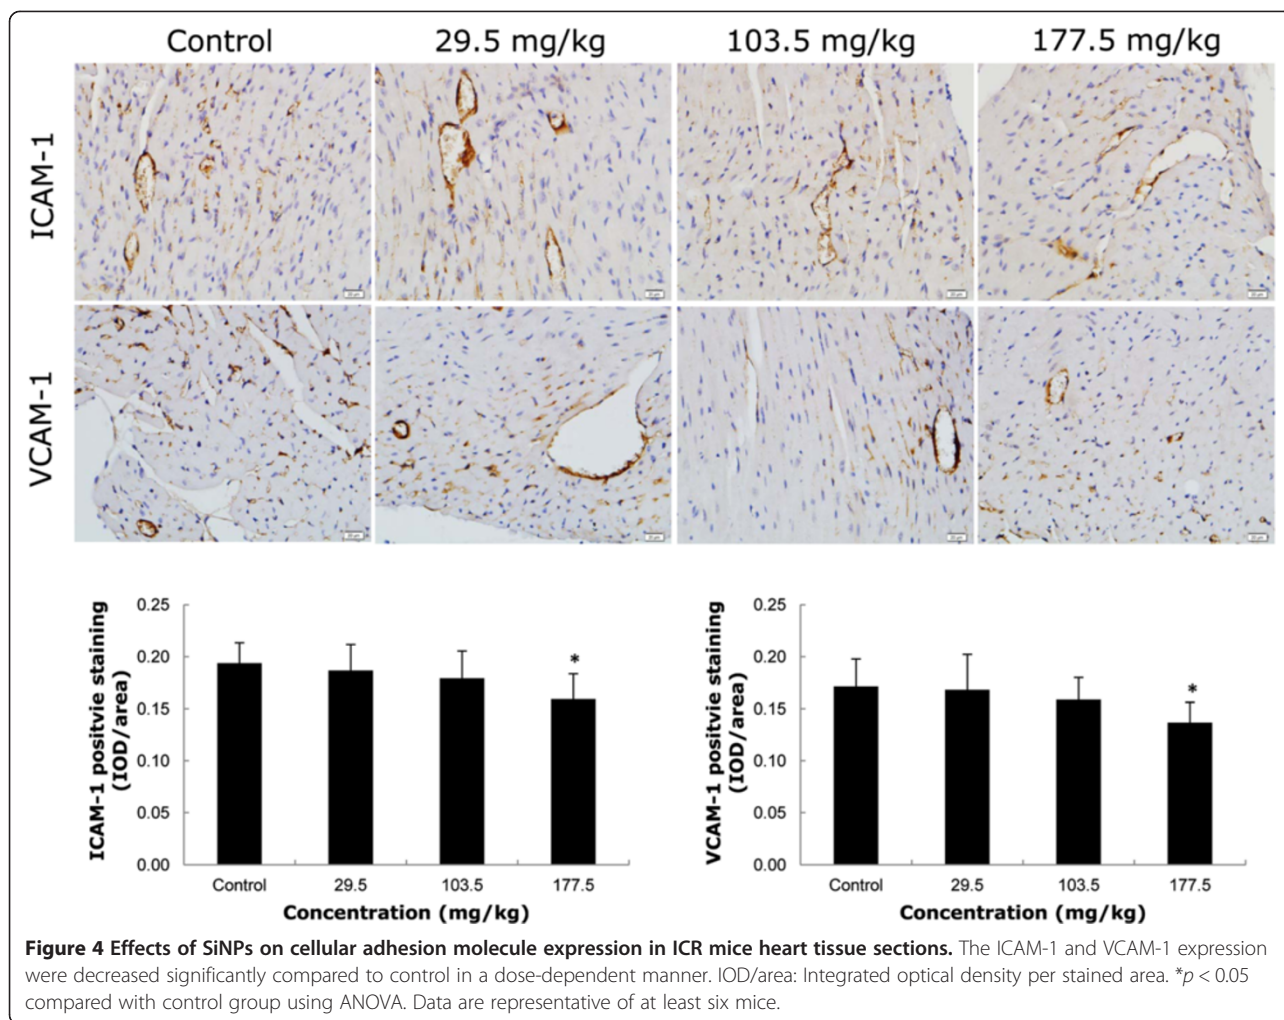 Control
29.5 mg/kg
103.5 mg/kg
177.5 mg/kg
ICAM-1
VCAM-1
ICAM-1 positvie staining
(IOD/area)
0.25
0.20
0.15
0.10
0.05
0.00
*
Control
29.5
103.5
177.5
Concentration (mg/kg)
VCAM-1 positvie staining
(IOD/area)
0.25
0.20
0.15
0.10
0.05
0.00
*
Control
29.5
103.5
177.5
Concentration (mg/kg)
Figure 4 Effects of SiNPs on cellular adhesion molecule expression in ICR mice heart tissue sections. The ICAM-1 and VCAM-1 expression
were decreased significantly compared to control in a dose-dependent manner. IOD/area: Integrated optical density per stained area. *p < 0.05
compared with control group using ANOVA. Data are representative of at least six mice.